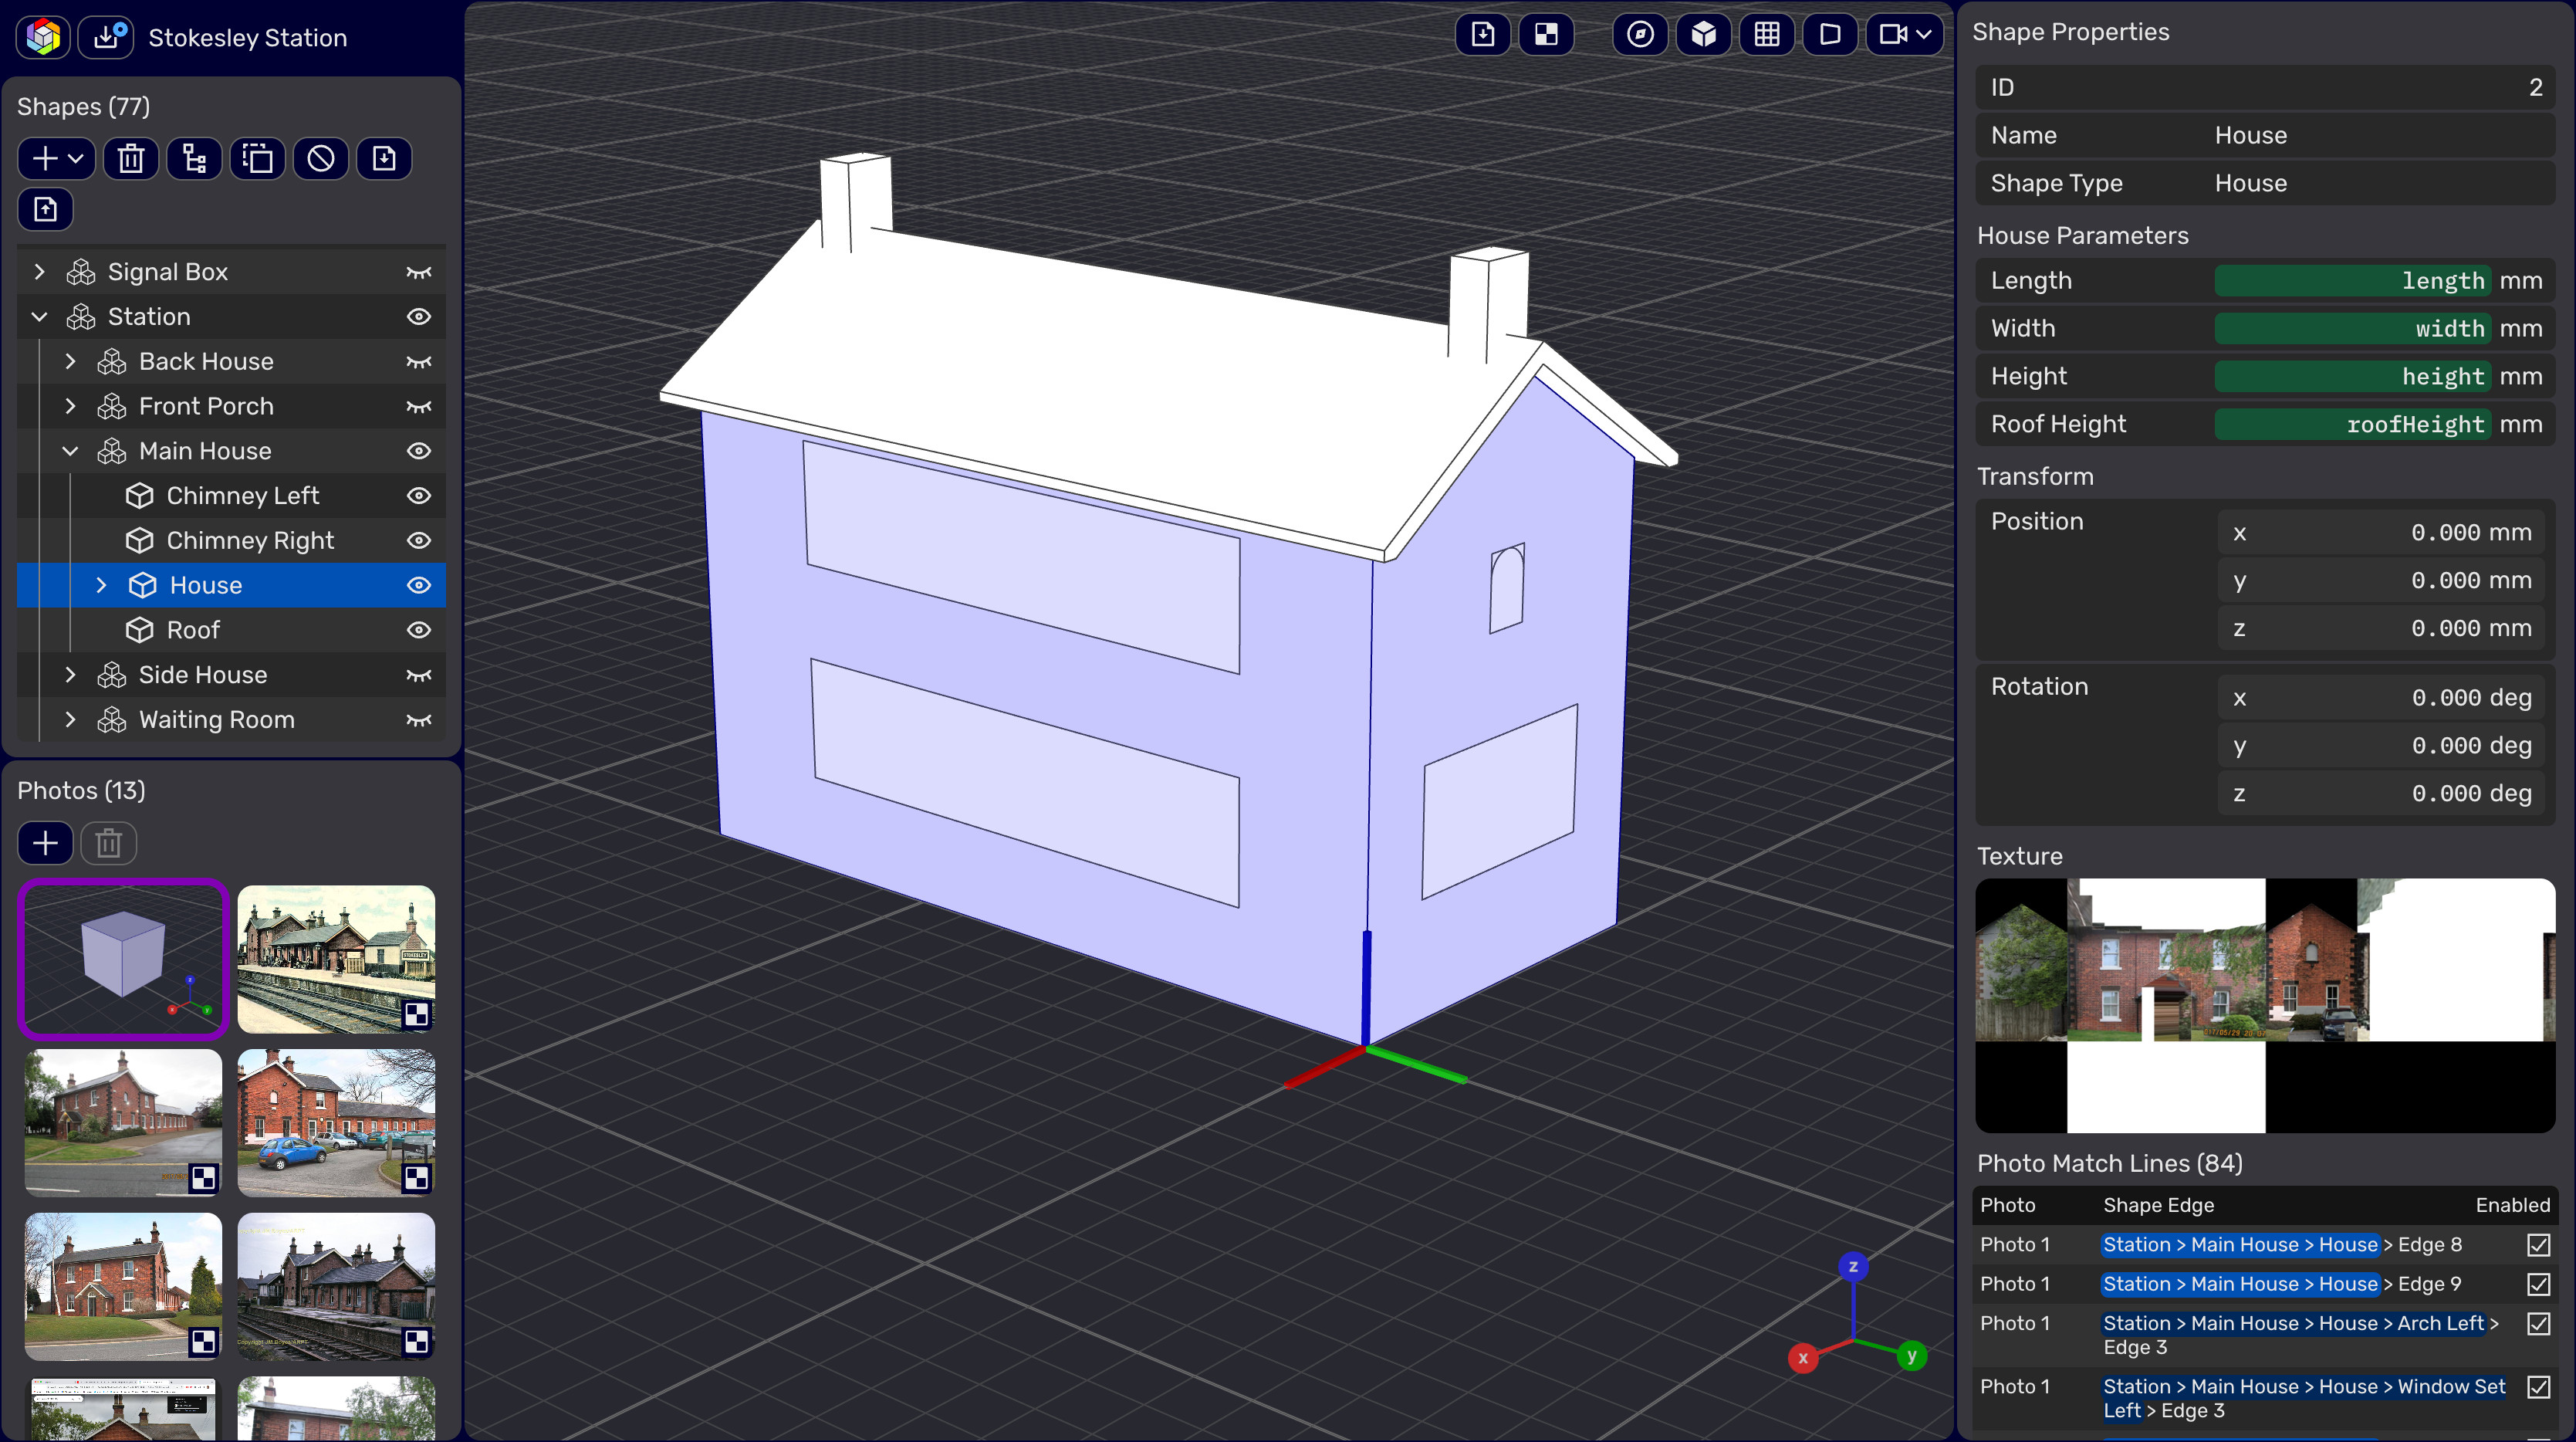 Stokesley Station
Shapes (77)
Signal Box
Station
Back House
Front Porch
Main House
Chimney Left
Chimney Right
House
Roof
Side House
Waiting Room
Photos (13)
STOKESLEY
z
x
y
Shape Properties
ID 2
Name House
Shape Type House
House Parameters
Length length mm
Width width mm
Height height mm
Roof Height roofHeight mm
Transform
Position x 0.000 mm
y 0.000 mm
z 0.000 mm
Rotation x 0.000 deg
y 0.000 deg
z 0.000 deg
Texture
Photo Match Lines (84)
Photo Shape Edge Enabled
Photo 1 Station > Main House > House > Edge 8
Photo 1 Station > Main House > House > Edge 9
Photo 1 Station > Main House > House > Arch Left >
Edge 3
Photo 1 Station > Main House > House > Window Set
Left > Edge 3